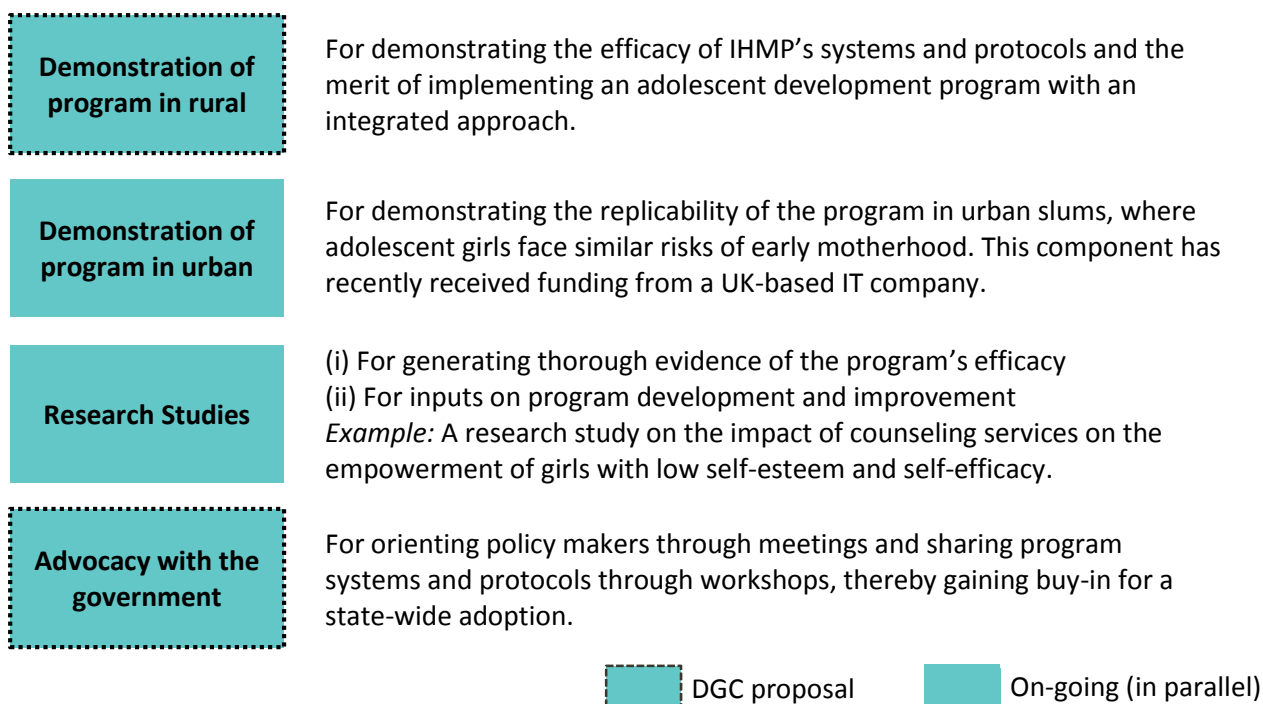 Demonstration of
program in rural
For demonstrating the efficacy of IHMP's systems and protocols and the
merit of implementing an adolescent development program with an
integrated approach.
Demonstration of
program in urban
For demonstrating the replicability of the program in urban slums, where
adolescent girls face similar risks of early motherhood. This component has
recently received funding from a UK-based IT company.
Research Studies
(i) For generating thorough evidence of the program's efficacy
(ii) For inputs on program development and improvement
Example: A research study on the impact of counseling services on the
empowerment of girls with low self-esteem and self-efficacy.
Advocacy with the
government
For orienting policy makers through meetings and sharing program
systems and protocols through workshops, thereby gaining buy-in for a
state-wide adoption.
DGC proposal
On-going (in parallel)